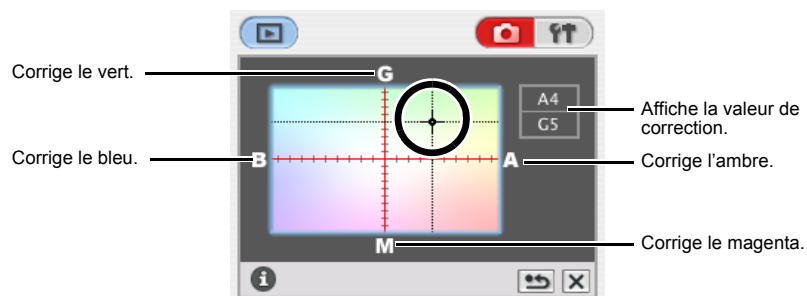 Corrige le vert.
G
A4
G5
Affiche la valeur de
correction.
Corrige le bleu.
B
A
Corrige l’ambre.
M
Corrige le magenta.